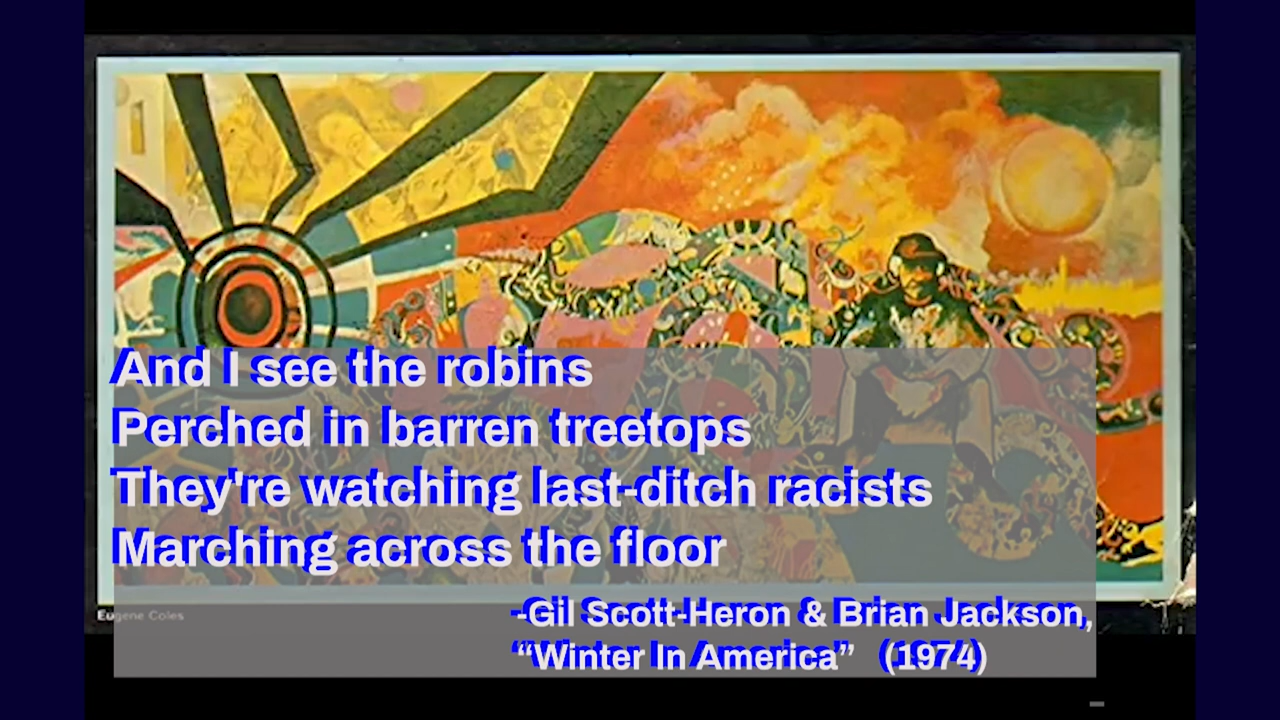 And I see the robins
Perched in barren treetops
They're watching last-ditch racists
Marching across the floor
-Gil Scott-Heron & Brian Jackson,
“Winter In America” (1974)
Eugene Coles